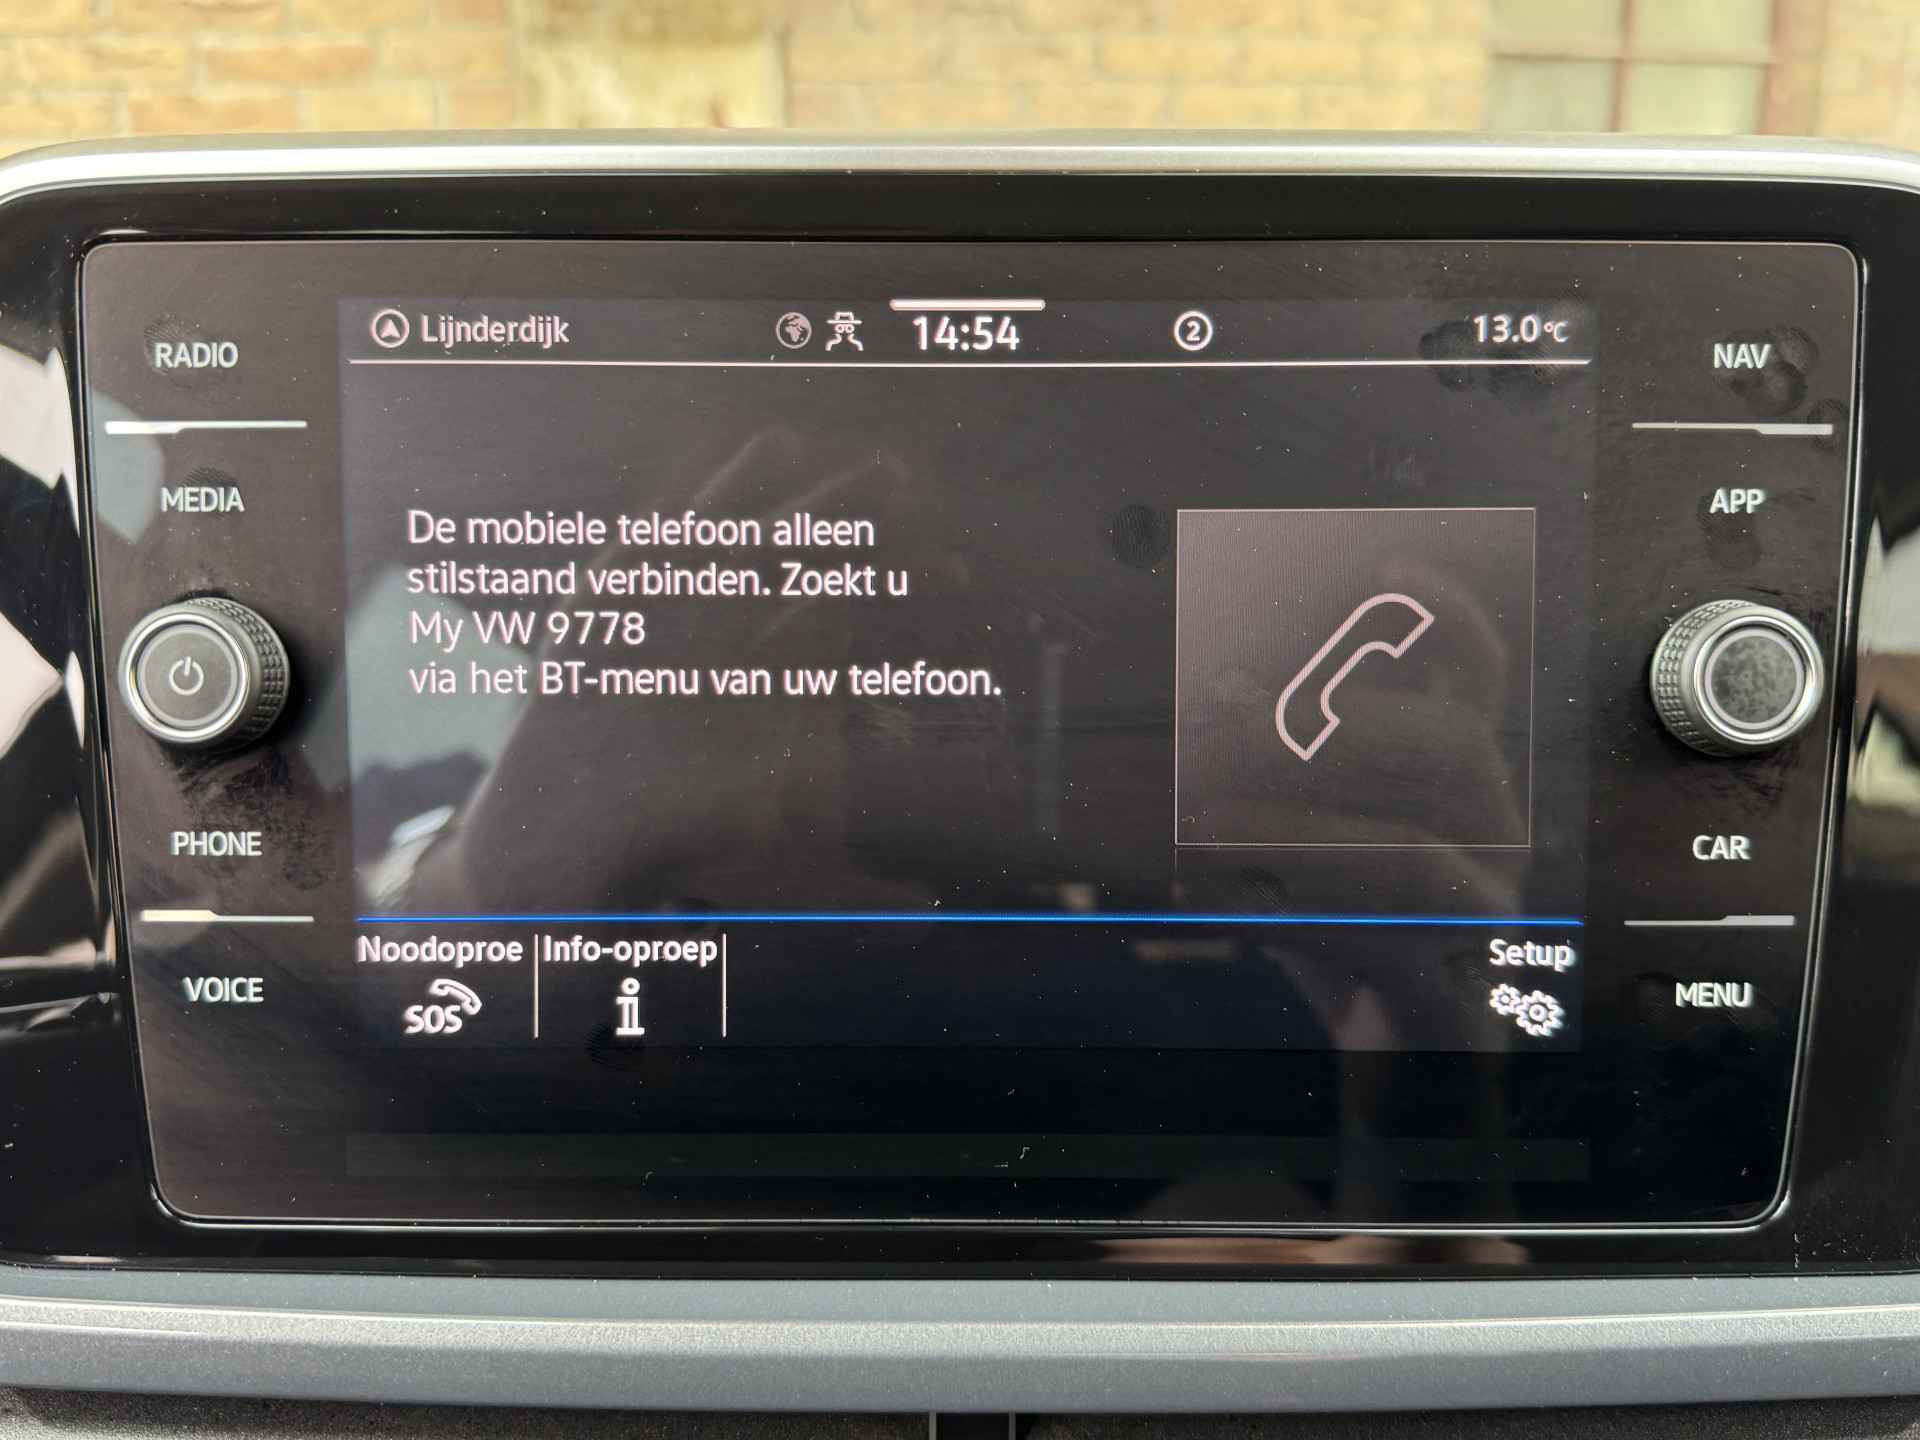 Lijnderdijk 14:54 2 13.0°C
RADIO
NAV
MEDIA
APP
De mobiele telefoon alleen
stilstaand verbinden. Zoekt u
My VW 9778
via het BT-menu van uw telefoon.
PHONE
CAR
Noodoproe Info-oproep Setup
SOS i
VOICE
MENU